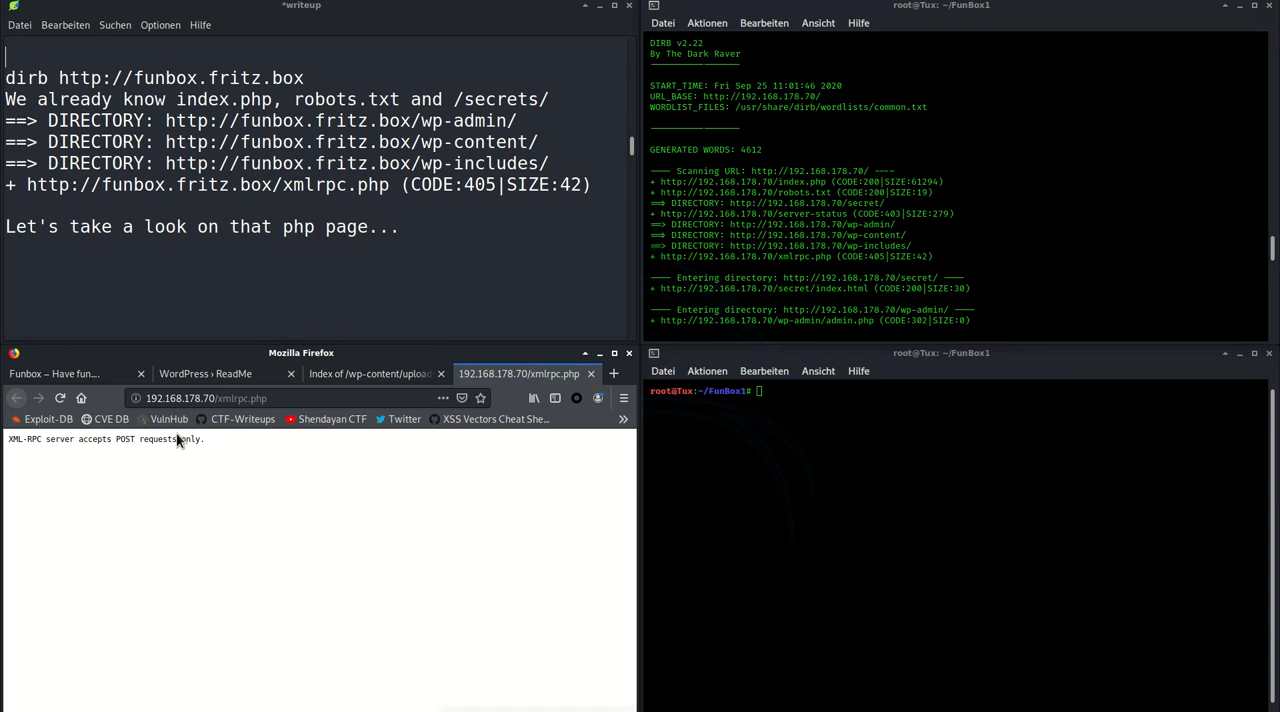 *writeup
Datei Bearbeiten Suchen Optionen Hilfe
dirb http://funbox.fritz.box
We already know index.php, robots.txt and /secrets/
==> DIRECTORY: http://funbox.fritz.box/wp-admin/
==> DIRECTORY: http://funbox.fritz.box/wp-content/
==> DIRECTORY: http://funbox.fritz.box/wp-includes/
+ http://funbox.fritz.box/xmlrpc.php (CODE:405|SIZE:42)
Let's take a look on that php page...
root@Tux: ~/FunBox1
Datei Aktionen Bearbeiten Ansicht Hilfe
DIRB v2.22
By The Dark Raver
START_TIME: Fri Sep 25 11:01:46 2020
URL_BASE: http://192.168.178.70/
WORDLIST_FILES: /usr/share/dirb/wordlists/common.txt
GENERATED WORDS: 4612
---- Scanning URL: http://192.168.178.70/ ----
+ http://192.168.178.70/index.php (CODE:200|SIZE:61294)
+ http://192.168.178.70/robots.txt (CODE:200|SIZE:19)
==> DIRECTORY: http://192.168.178.70/secret/
+ http://192.168.178.70/server-status (CODE:403|SIZE:279)
==> DIRECTORY: http://192.168.178.70/wp-admin/
==> DIRECTORY: http://192.168.178.70/wp-content/
==> DIRECTORY: http://192.168.178.70/wp-includes/
+ http://192.168.178.70/xmlrpc.php (CODE:405|SIZE:42)
---- Entering directory: http://192.168.178.70/secret/ ----
+ http://192.168.178.70/secret/index.html (CODE:200|SIZE:30)
---- Entering directory: http://192.168.178.70/wp-admin/ ----
+ http://192.168.178.70/wp-admin/admin.php (CODE:302|SIZE:0)
Mozilla Firefox
Funbox – Have fun.... WordPress › ReadMe Index of /wp-content/upload 192.168.178.70/xmlrpc.php
192.168.178.70/xmlrpc.php
Exploit-DB CVE DB VulnHub CTF-Writeups Shendayan CTF Twitter XSS Vectors Cheat She...
XML-RPC server accepts POST requests only.
root@Tux: ~/FunBox1
Datei Aktionen Bearbeiten Ansicht Hilfe
root@Tux:~/FunBox1#